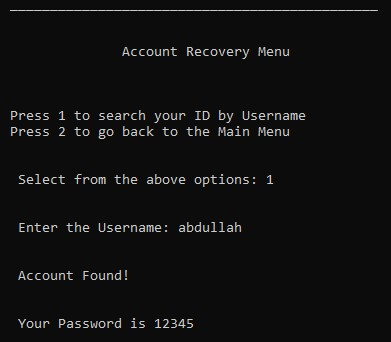 Account Recovery Menu
Press 1 to search your ID by Username
Press 2 to go back to the Main Menu
Select from the above options: 1
Enter the Username: abdullah
Account Found!
Your Password is 12345